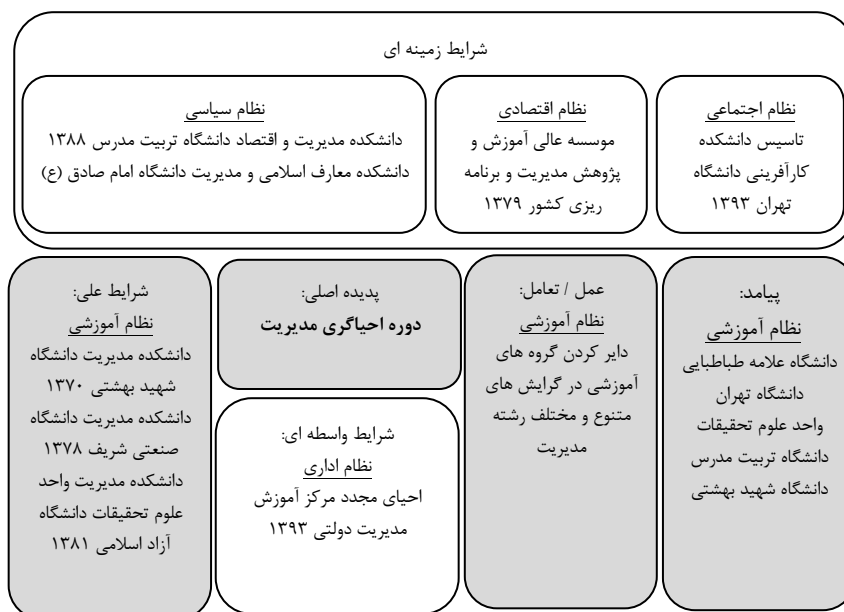 شرایط زمینه ای
نظام اجتماعی
تاسیس دانشکده
کارآفرینی دانشگاه
تهران ۱۳۹۳
نظام اقتصادی
موسسه عالی آموزش و
پژوهش مدیریت و برنامه
ریزی کشور ۱۳۷۹
نظام سیاسی
دانشکده مدیریت و اقتصاد دانشگاه تربیت مدرس ۱۳۸۸
دانشکده معارف اسلامی و مدیریت دانشگاه امام صادق (ع)
پیامد:
نظام آموزشی
دانشگاه علامه طباطبایی
دانشگاه تهران
واحد علوم تحقیقات
دانشگاه تربیت مدرس
دانشگاه شهید بهشتی
عمل / تعامل:
نظام آموزشی
دایر کردن گروه های
آموزشی در گرایش های
متنوع و مختلف رشته
مدیریت
پدیده اصلی:
دوره احیاگری مدیریت
شرایط واسطه ای:
نظام اداری
احیای مجدد مرکز آموزش
مدیریت دولتی ۱۳۹۳
شرایط علی:
نظام آموزشی
دانشکده مدیریت دانشگاه
شهید بهشتی ۱۳۷۰
دانشکده مدیریت دانشگاه
صنعتی شریف ۱۳۷۸
دانشکده مدیریت واحد
علوم تحقیقات دانشگاه
آزاد اسلامی ۱۳۸۱